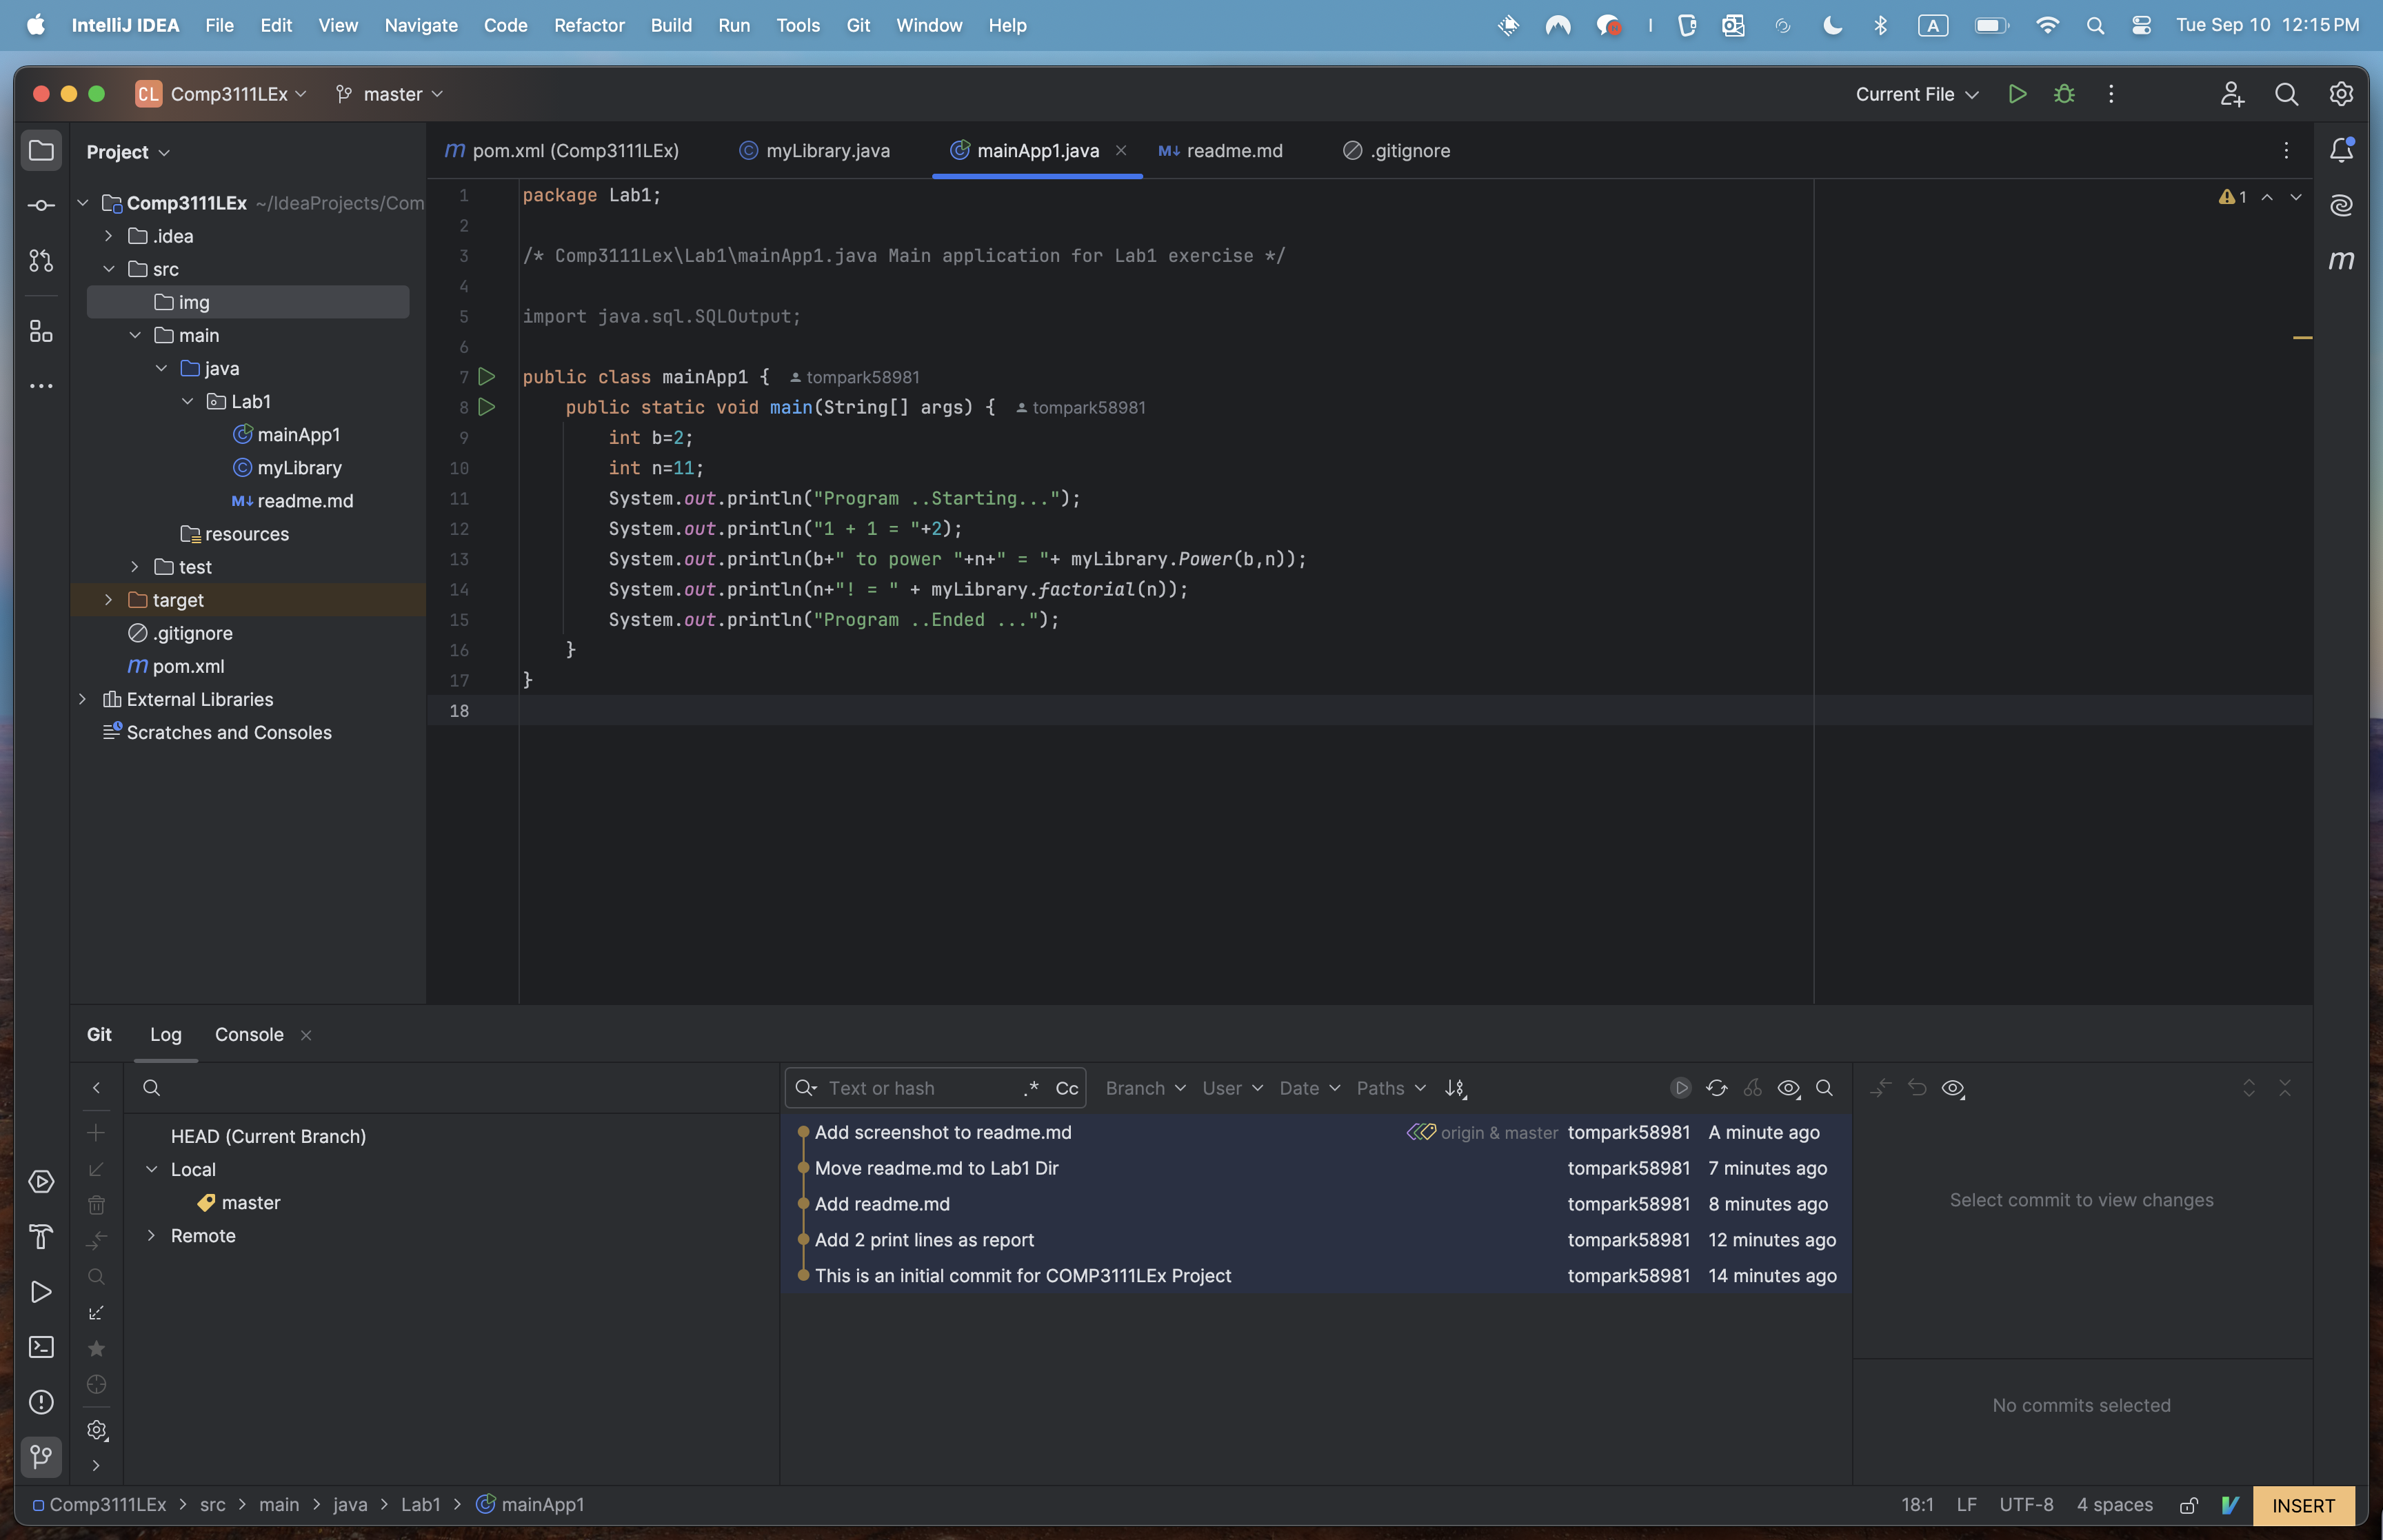 IntelliJ IDEA File Edit View Navigate Code Refactor Build Run Tools Git Window Help A Tue Sep 10 12:15 PM
CL Comp3111LEx master Current File
Project
Comp3111LEx ~/IdeaProjects/Com
.idea
src
img
main
java
Lab1
mainApp1
myLibrary
M↓ readme.md
resources
test
target
.gitignore
m pom.xml
External Libraries
Scratches and Consoles
m pom.xml (Comp3111LEx) myLibrary.java mainApp1.java M↓ readme.md .gitignore
1 package Lab1;
2
3 /* Comp3111Lex\Lab1\mainApp1.java Main application for Lab1 exercise */
4
5 import java.sql.SQLOutput;
6
7 public class mainApp1 { tompark58981
8 public static void main(String[] args) { tompark58981
9 int b=2;
10 int n=11;
11 System.out.println("Program ..Starting...");
12 System.out.println("1 + 1 = "+2);
13 System.out.println(b+" to power "+n+" = "+ myLibrary.Power(b,n));
14 System.out.println(n+"! = " + myLibrary.factorial(n));
15 System.out.println("Program ..Ended ...");
16 }
17 }
18
1
m
Git Log Console
HEAD (Current Branch)
Local
master
Remote
Text or hash .* Cc Branch User Date Paths
Add screenshot to readme.md origin & master tompark58981 A minute ago
Move readme.md to Lab1 Dir tompark58981 7 minutes ago
Add readme.md tompark58981 8 minutes ago
Add 2 print lines as report tompark58981 12 minutes ago
This is an initial commit for COMP3111LEx Project tompark58981 14 minutes ago
Select commit to view changes
No commits selected
Comp3111LEx > src > main > java > Lab1 > mainApp1 18:1 LF UTF-8 4 spaces INSERT